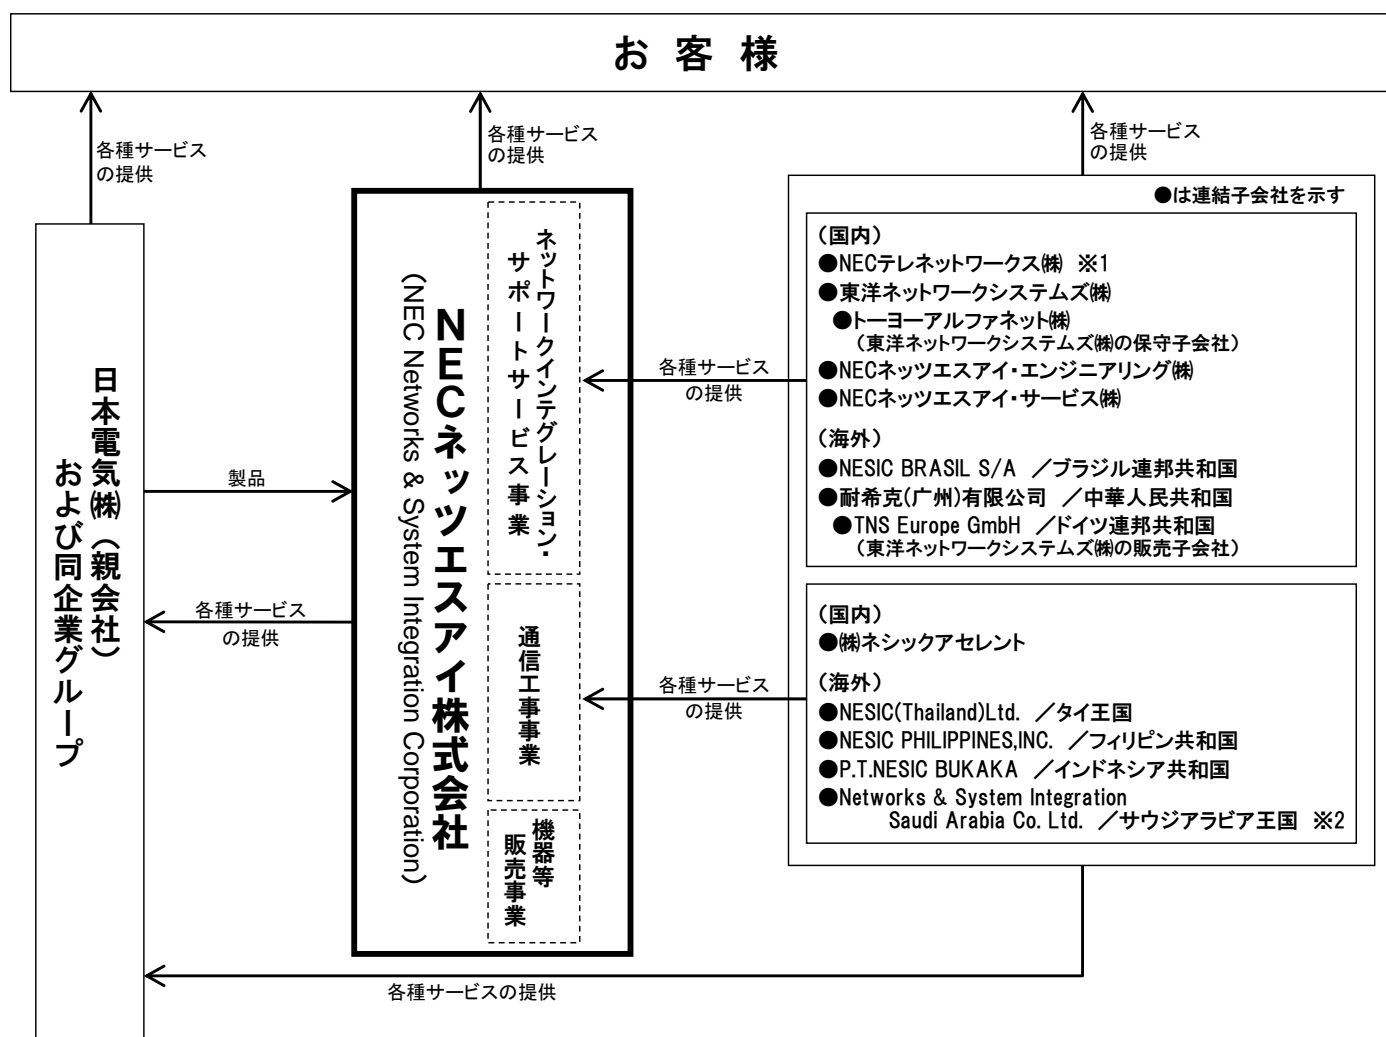 お 客 様
各種サービス
の提供
各種サービス
の提供
各種サービス
の提供
日本電気㈱（親会社）
および同企業グループ
製品
各種サービス
の提供
NECネッツエスアイ株式会社
（NEC Networks & System Integration Corporation）
ネットワークインテグレーション・
サポートサービス事業
通信工事事業
機器等
販売事業
各種サービス
の提供
各種サービス
の提供
●は連結子会社を示す
（国内）
●NECテレネットワークス㈱ ※1
●東洋ネットワークシステムズ㈱
●トーヨーアルファネット㈱
（東洋ネットワークシステムズ㈱の保守子会社）
●NECネッツエスアイ・エンジニアリング㈱
●NECネッツエスアイ・サービス㈱
（海外）
●NESIC BRASIL S/A ／ブラジル連邦共和国
●耐希克(广州)有限公司 ／中華人民共和国
●TNS Europe GmbH ／ドイツ連邦共和国
（東洋ネットワークシステムズ㈱の販売子会社）
（国内）
●㈱ネシックアセレント
（海外）
●NESIC(Thailand)Ltd. ／タイ王国
●NESIC PHILIPPINES,INC. ／フィリピン共和国
●P.T.NESIC BUKAKA ／インドネシア共和国
●Networks & System Integration
Saudi Arabia Co. Ltd. ／サウジアラビア王国 ※2
各種サービスの提供